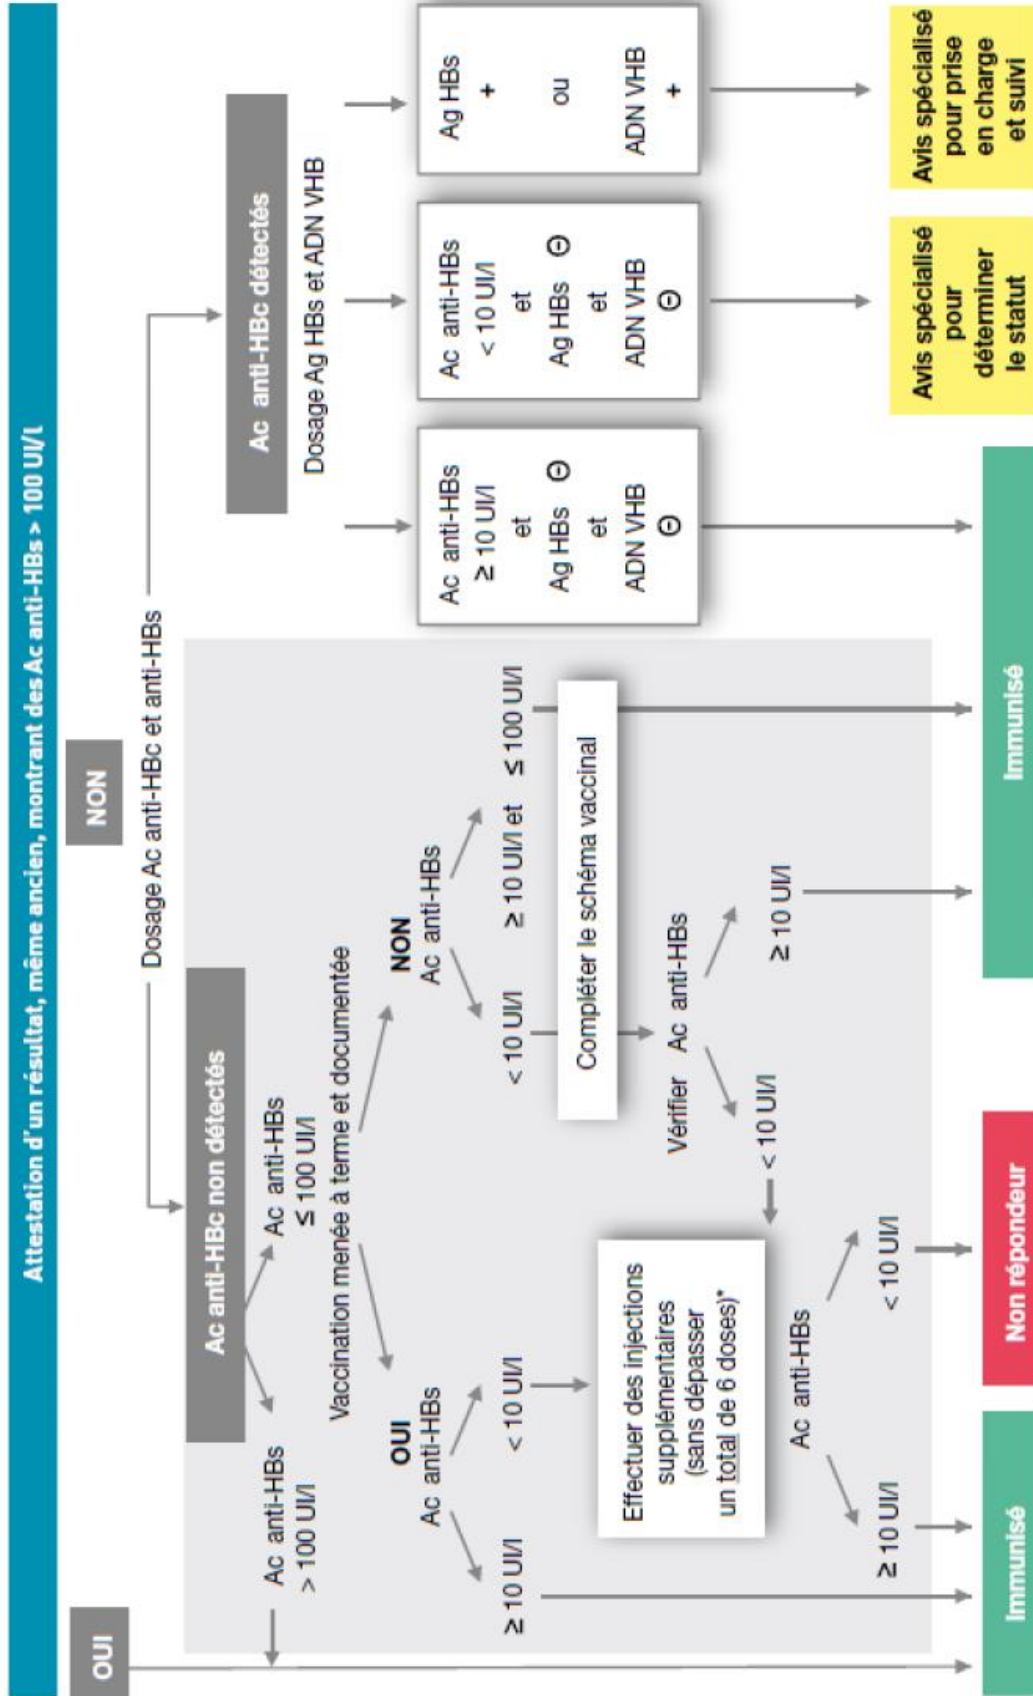 Attestation d'un résultat, même ancien, montrant des Ac anti-HBs > 100 UI/l
OUI
NON
Dosage Ac anti-HBc et anti-HBs
Ac anti-HBc non détectés
Ac anti-HBs
> 100 UI/l
Ac anti-HBs
≤ 100 UI/l
Vaccination menée à terme et documentée
OUI
Ac anti-HBs
≥ 10 UI/l
< 10 UI/l
NON
Ac anti-HBs
< 10 UI/l
≥ 10 UI/l et ≤ 100 UI/l
Compléter le schéma vaccinal
Vérifier Ac anti-HBs
< 10 UI/l
≥ 10 UI/l
Effectuer des injections
supplémentaires
(sans dépasser
un total de 6 doses)*
Ac anti-HBs
≥ 10 UI/l
< 10 UI/l
Ac anti-HBc détectés
Dosage Ag HBs et ADN VHB
Ac anti-HBs
≥ 10 UI/l
et
Ag HBs ⊖
et
ADN VHB
⊖
Ac anti-HBs
< 10 UI/l
et
Ag HBs ⊖
et
ADN VHB
⊖
Ag HBs
+
ou
ADN VHB
+
Immunisé
Non répondeur
Immunisé
Avis spécialisé
pour
déterminer
le statut
Avis spécialisé
pour prise
en charge
et suivi